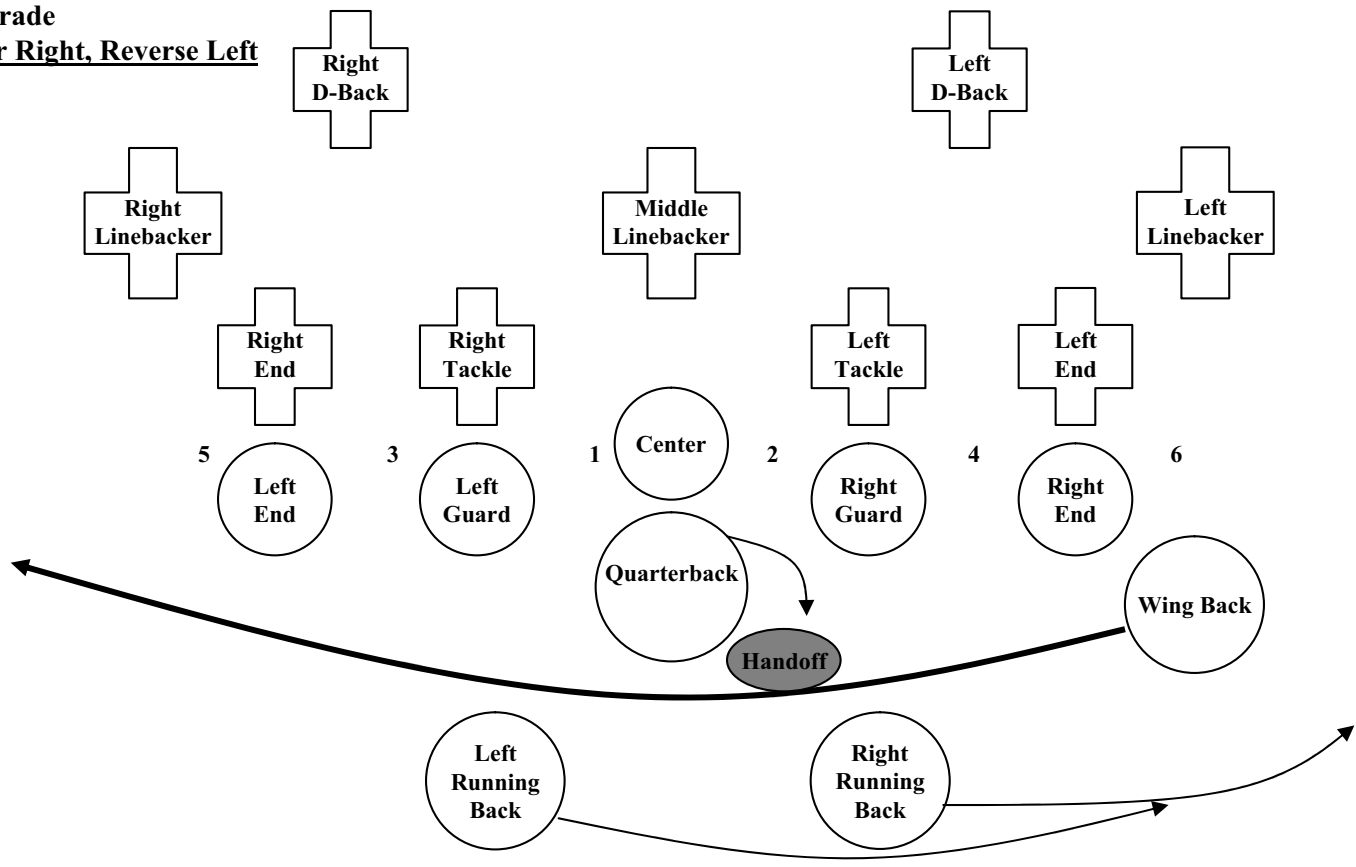 Right, Reverse Left
Right
D-Back
Left
D-Back
Right
Linebacker
Middle
Linebacker
Left
Linebacker
Right
End
Right
Tackle
Left
Tackle
Left
End
5
Left
End
3
Left
Guard
1
Center
2
Right
Guard
4
Right
End
6
Quarterback
Wing Back
Handoff
Left
Running
Back
Right
Running
Back